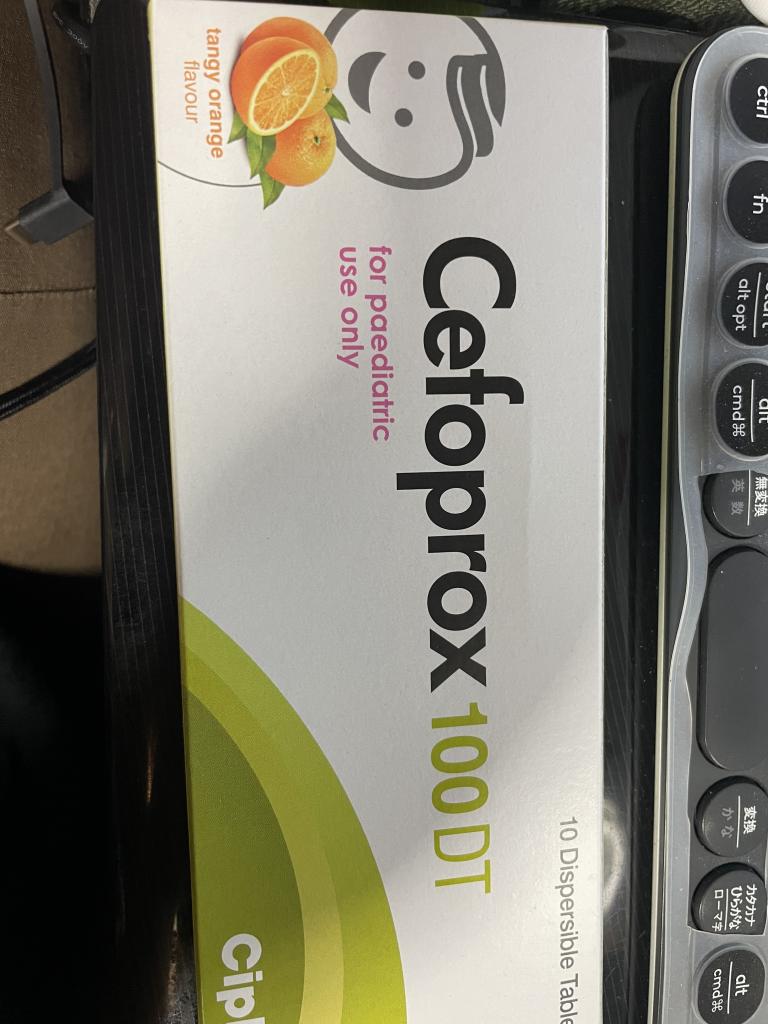 tangy orange
flavour
Cefoprox 100 DT
for paediatric
use only
10 Dispersible Table
Cipl
ctrl
fn
alt opt
alt
cmd⌘
無変換
英数
変換
かな
カタカナ
ひらがな
ローマ字
alt
cmd⌘